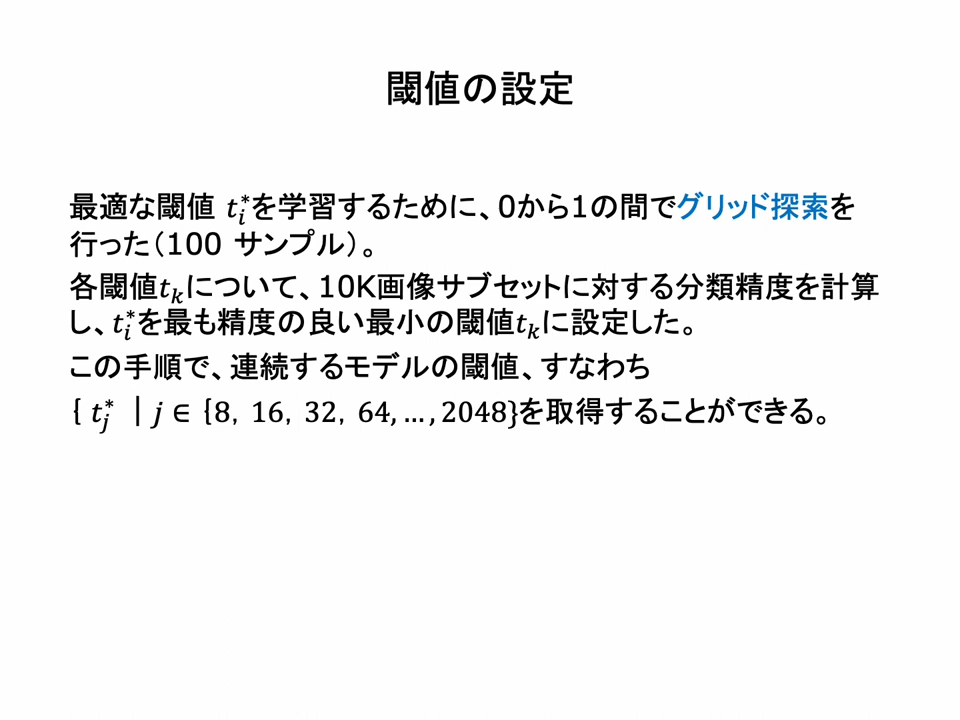 閾値の設定
最適な閾値 $t_i^*$を学習するために、0から1の間でグリッド探索を
行った（100 サンプル）。
各閾値$t_k$について、10K画像サブセットに対する分類精度を計算
し、$t_i^*$を最も精度の良い最小の閾値$t_k$に設定した。
この手順で、連続するモデルの閾値、すなわち
{ $t_j^*$ | $j$ ∈ {8, 16, 32, 64, … , 2048}を取得することができる。